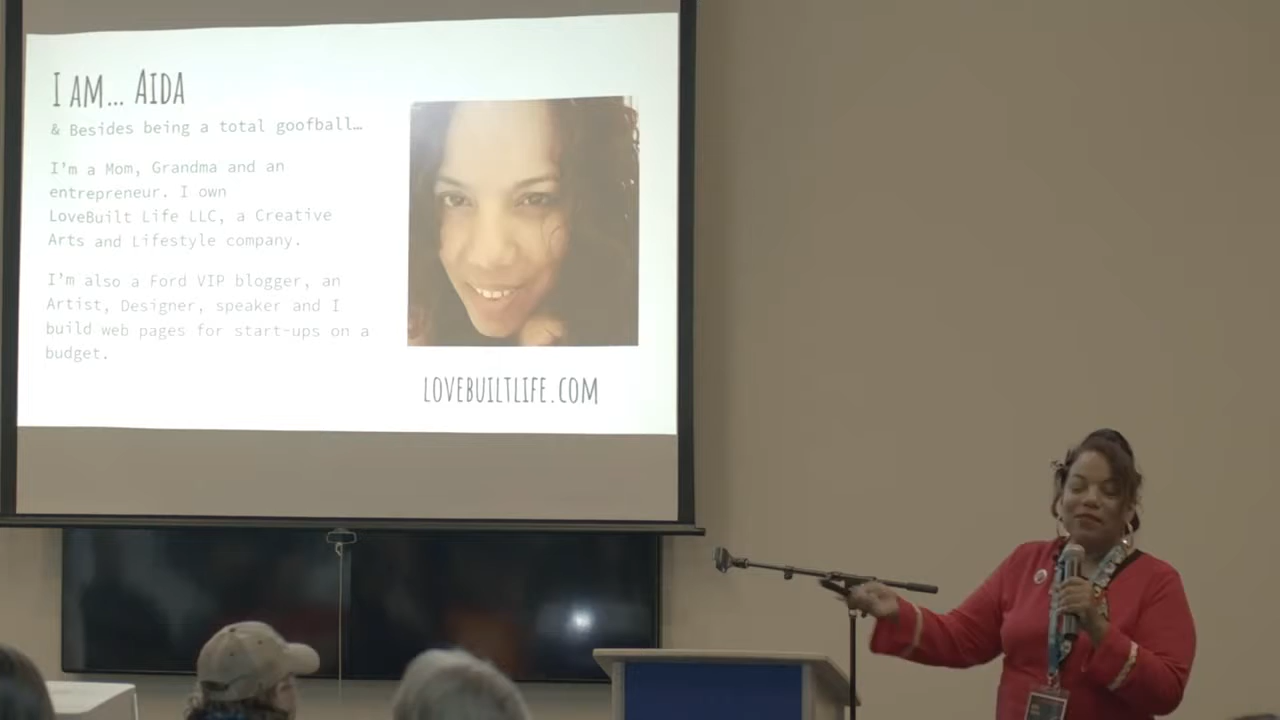 I AM... AIDA
& Besides being a total goofball…
I'm a Mom, Grandma and an
entrepreneur. I own
LoveBuilt Life LLC, a Creative
Arts and Lifestyle company.
I'm also a Ford VIP blogger, an
Artist, Designer, speaker and I
build web pages for start-ups on a
budget.
LOVEBUILTLIFE.COM